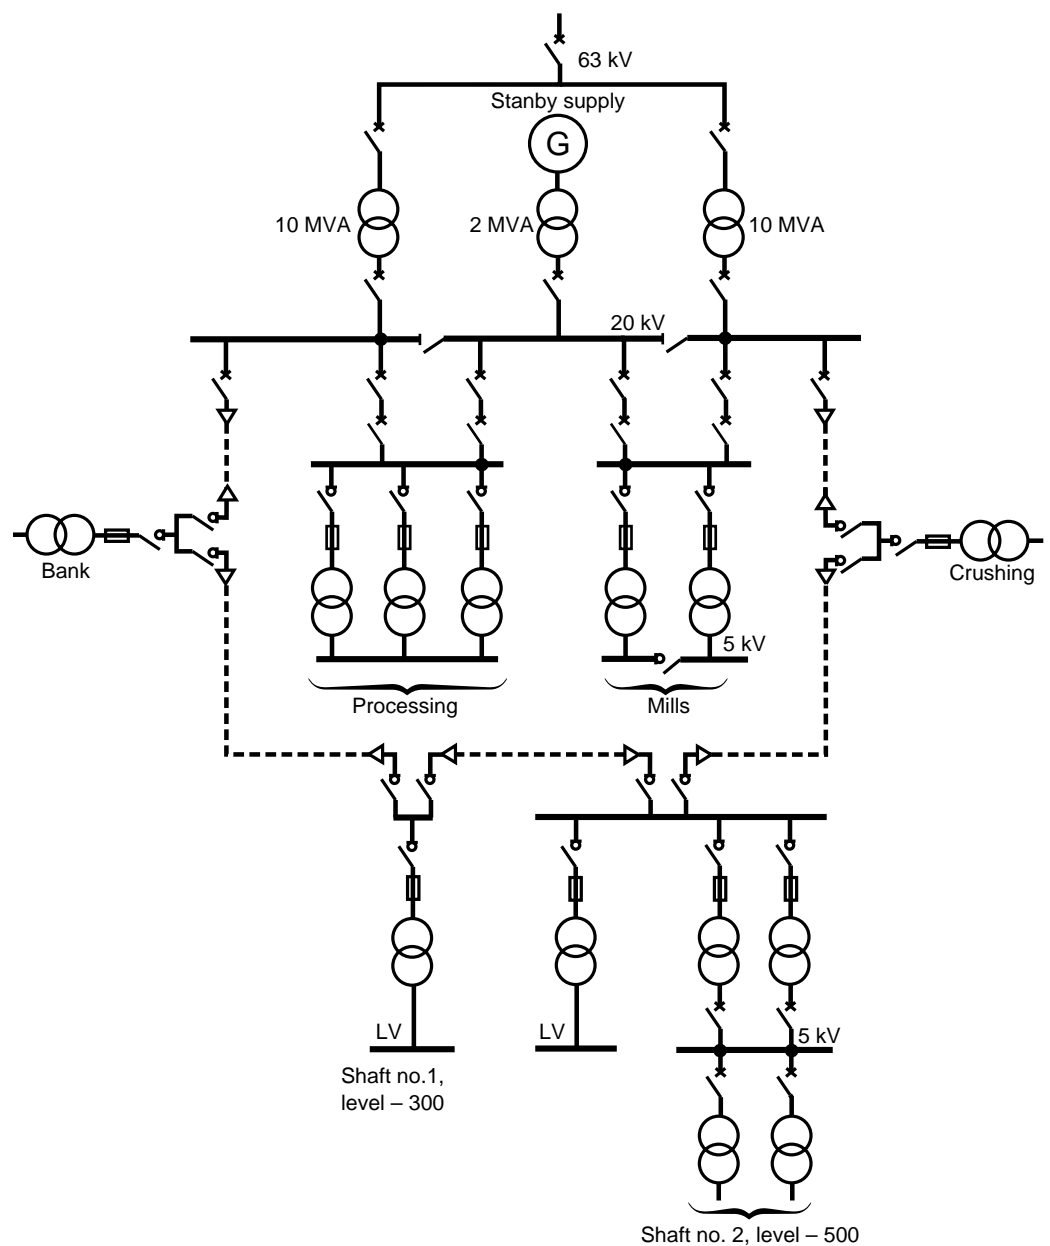 63 kV
Stanby supply
G
10 MVA
2 MVA
10 MVA
20 kV
Bank
Crushing
5 kV
Processing
Mills
LV
LV
5 kV
Shaft no.1,
level – 300
Shaft no. 2, level – 500